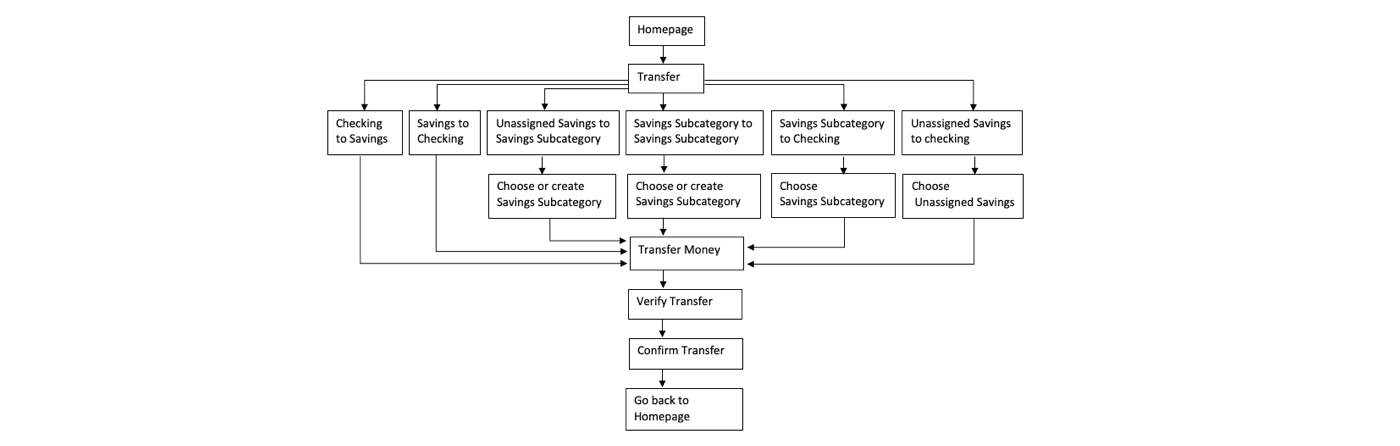 Homepage
Transfer
Checking
to Savings
Savings to
Checking
Unassigned Savings to
Savings Subcategory
Savings Subcategory to
Savings Subcategory
Savings Subcategory
to Checking
Unassigned Savings
to checking
Choose or create
Savings Subcategory
Choose or create
Savings Subcategory
Choose
Savings Subcategory
Choose
Unassigned Savings
Transfer Money
Verify Transfer
Confirm Transfer
Go back to
Homepage